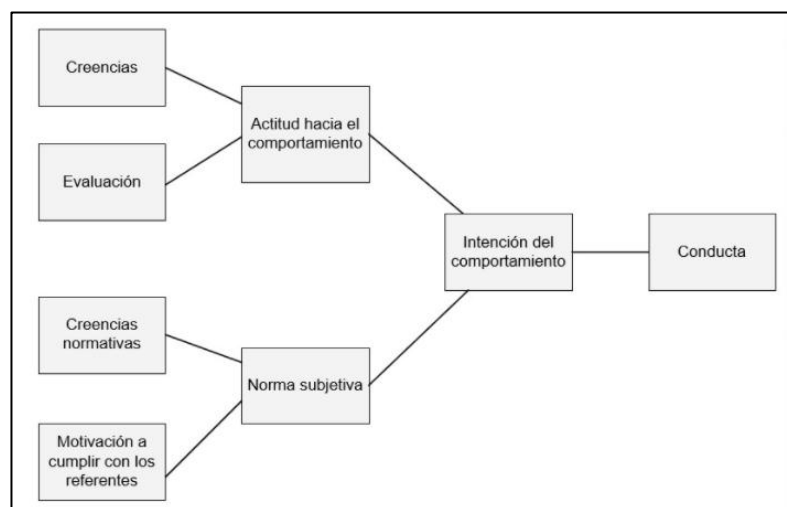 Creencias
Actitud hacia el
comportamiento
Evaluación
Intención del
comportamiento
Conducta
Creencias
normativas
Norma subjetiva
Motivación a
cumplir con los
referentes